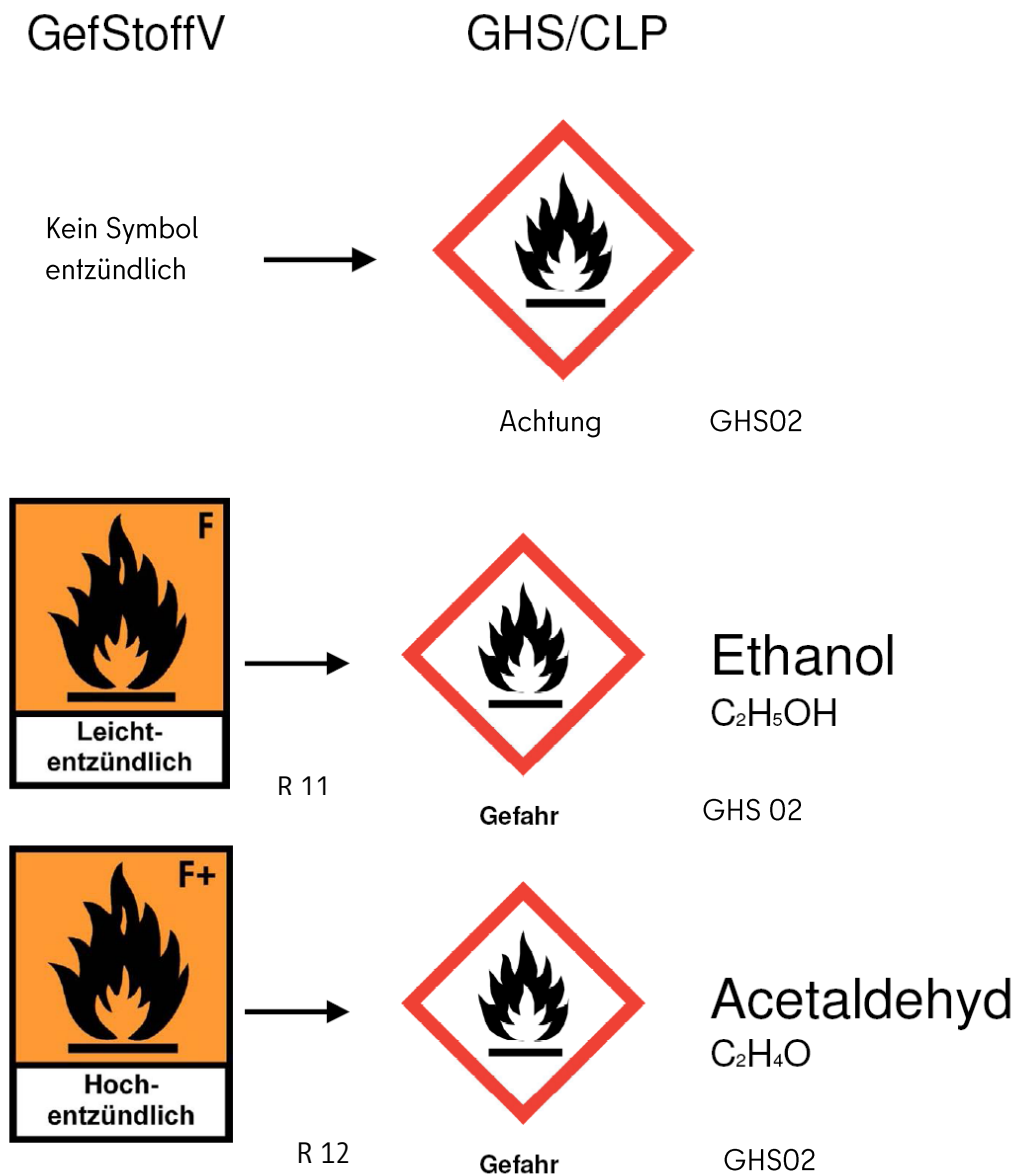 GefStoffV
GHS/CLP
Kein Symbol
entzündlich
Achtung
GHS02
F
Leicht-
entzündlich
R 11
Gefahr
Ethanol
C₂H₅OH
GHS 02
F+
Hoch-
entzündlich
R 12
Gefahr
Acetaldehyd
C₂H₄O
GHS02